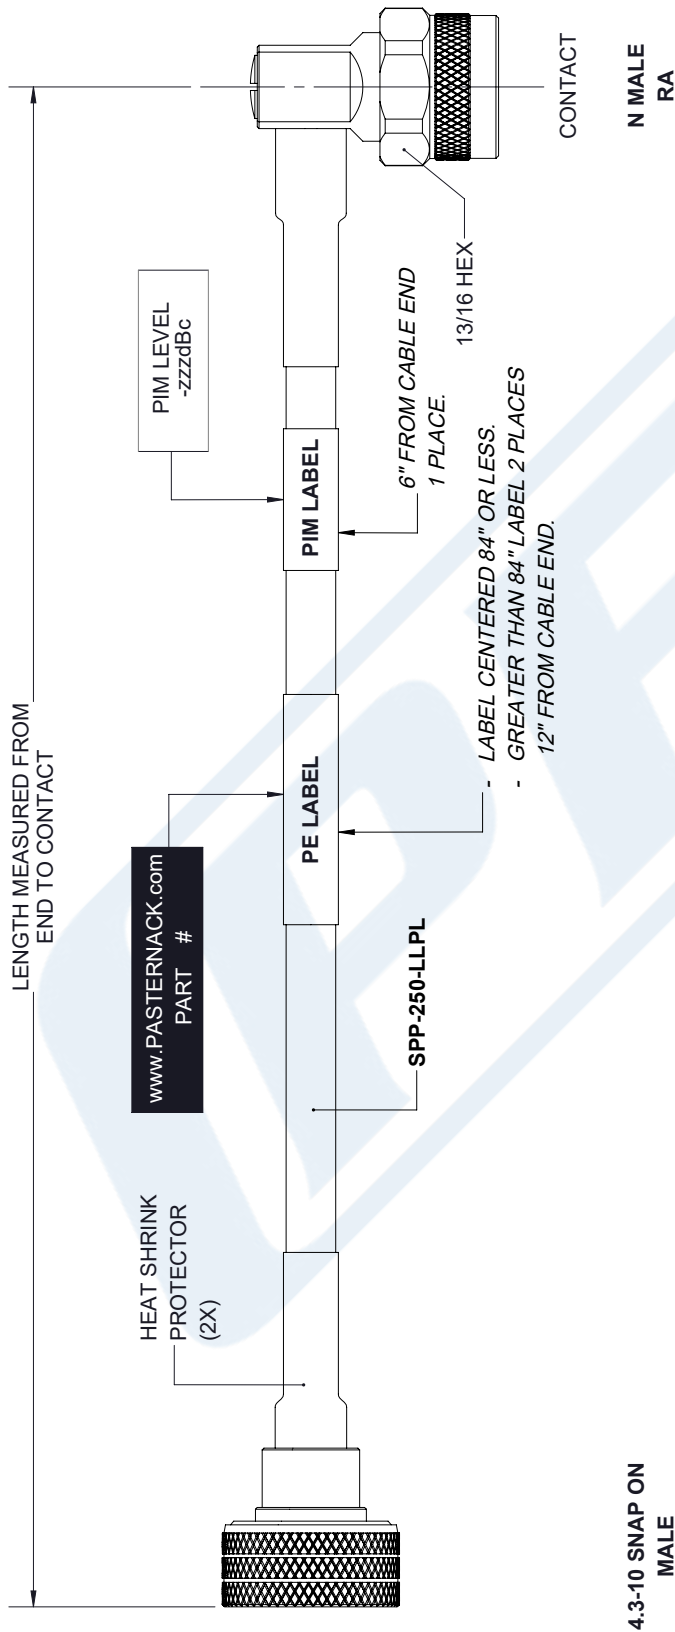 LENGTH MEASURED FROM
END TO CONTACT
www.PASTERNACK.com
PART #
HEAT SHRINK
PROTECTOR
(2X)
PIM LEVEL
-zzzdBc
PE LABEL
PIM LABEL
SPP-250-LLPL
6" FROM CABLE END
1 PLACE.
- LABEL CENTERED 84" OR LESS.
- GREATER THAN 84" LABEL 2 PLACES
12" FROM CABLE END.
13/16 HEX
CONTACT
4.3-10 SNAP ON
MALE
N MALE
RA